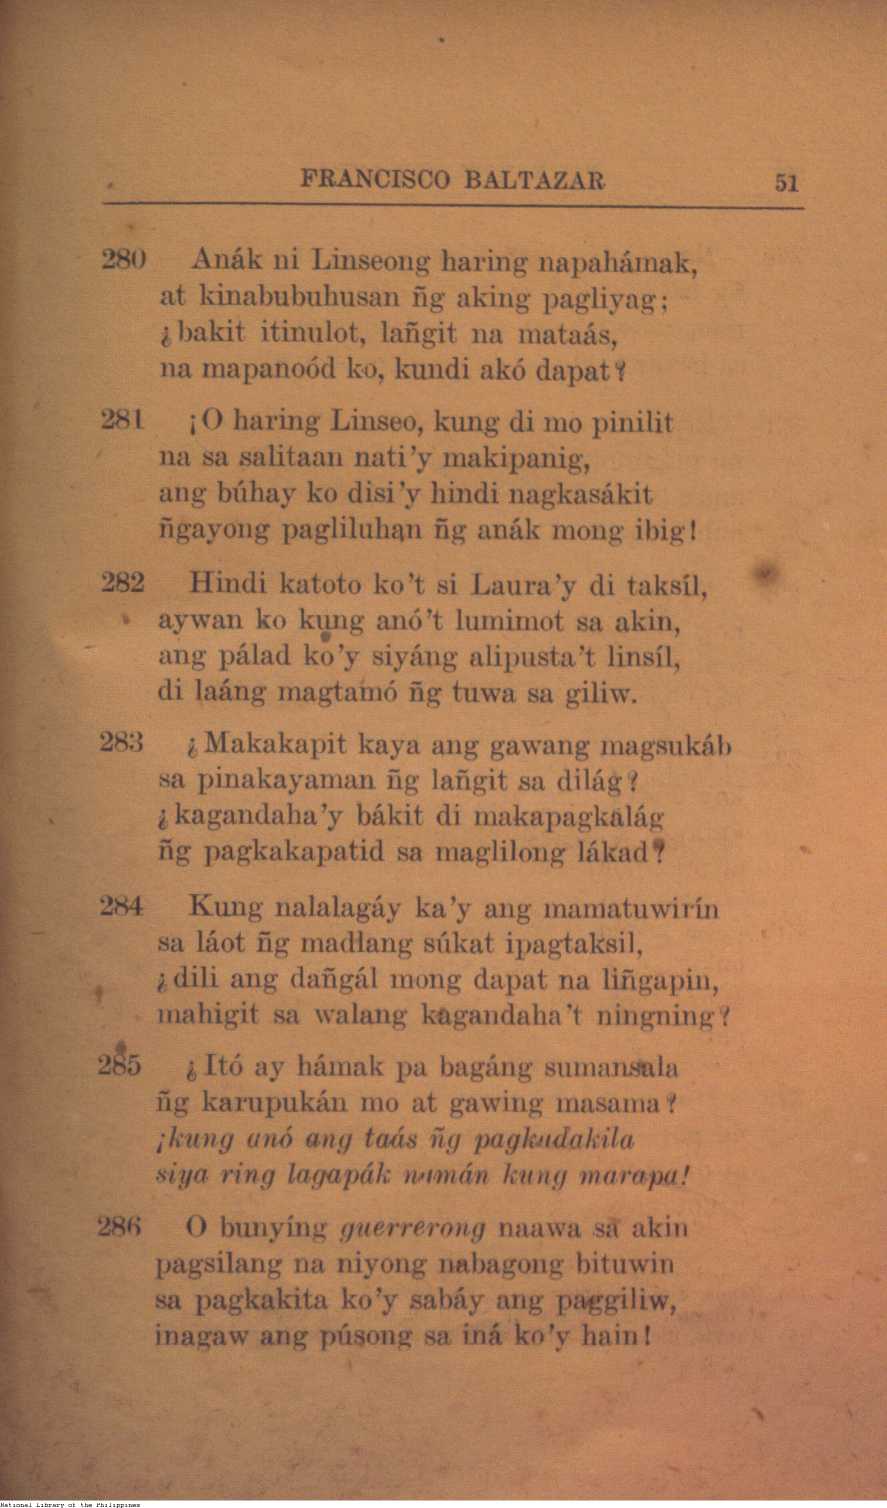 FRANCISCO BALTAZAR 51
280 Anák ni Linseong haring napahámak,
at kinabubuhusan ñg aking pagliyag;
¿bakit itinulot, lañgit na mataás,
na mapanoód ko, kundi akó dapat?
281 ¡O haring Linseo, kung di mo pinilit
na sa salitaan nati’y makipanig,
ang búhay ko disi’y hindi nagkasákit
ñgayong pagliluhan ñg anák mong ibig!
282 Hindi katoto ko’t si Laura’y di taksíl,
aywan ko kung anó’t lumimot sa akin,
ang pálad ko’y siyáng alipusta’t linsíl,
di laáng magtamó ñg tuwa sa giliw.
283 ¿Makakapit kaya ang gawang magsukáb
sa pinakayaman ñg lañgit sa dilág?
¿kagandaha’y bákit di makapagkalág
ñg pagkakapatid sa maglilong lákad?
284 Kung nalalagáy ka’y ang mamatuwirín
sa láot ñg madlang súkat ipagtaksil,
¿dili ang dañgál mong dapat na liñgapin,
mahigit sa walang kagandaha’t ningning?
285 ¿Itó ay hámak pa bagáng sumansala
ñg karupukán mo at gawing masama?
¡kung anó ang taás ñg pagkadakila
siya ring lagapák namán kung marapa!
286 O bunyíng guerrerong naawa sa akin
pagsilang na niyong nabagong bituwin
sa pagkakita ko’y sabáy ang paggiliw,
inagaw ang púsong sa iná ko’y hain!
National Library of the Philippines